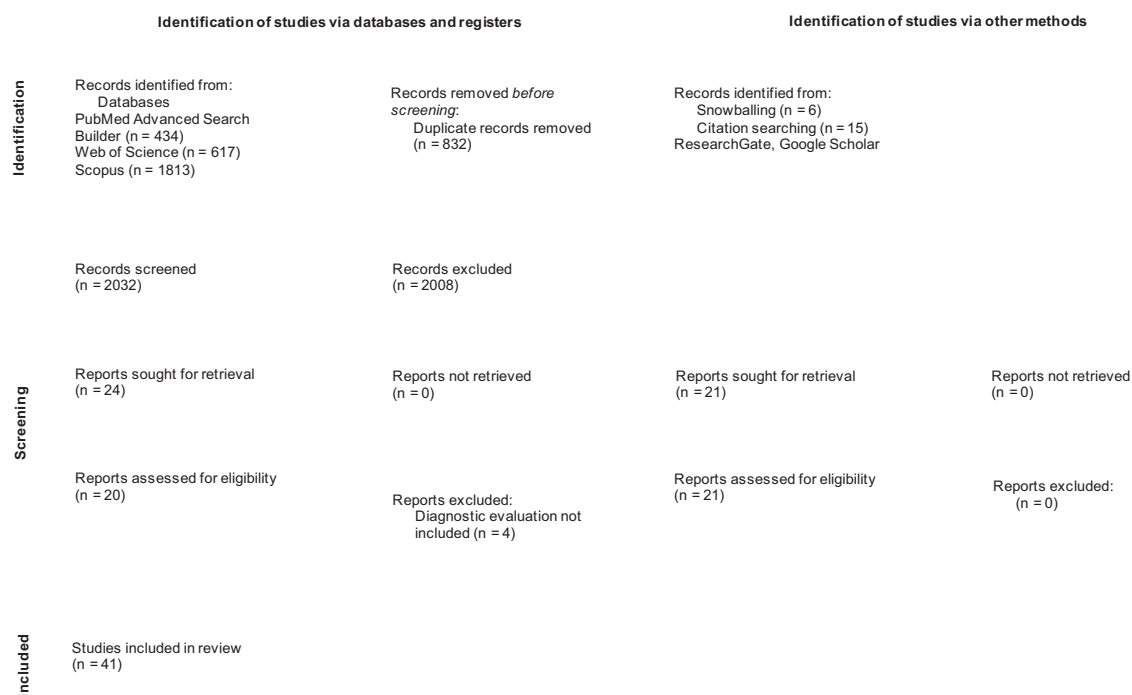 Identification of studies via databases and registers
Identification of studies via other methods
Identification
Records identified from:
Databases
PubMed Advanced Search
Builder (n = 434)
Web of Science (n = 617)
Scopus (n = 1813)
Records removed before
screening:
Duplicate records removed
(n = 832)
Records identified from:
Snowballing (n = 6)
Citation searching (n = 15)
ResearchGate, Google Scholar
Screening
Records screened
(n = 2032)
Records excluded
(n = 2008)
Reports sought for retrieval
(n = 24)
Reports not retrieved
(n = 0)
Reports sought for retrieval
(n = 21)
Reports not retrieved
(n = 0)
Reports assessed for eligibility
(n = 20)
Reports excluded:
Diagnostic evaluation not
included (n = 4)
Reports assessed for eligibility
(n = 21)
Reports excluded:
(n = 0)
Included
Studies included in review
(n = 41)